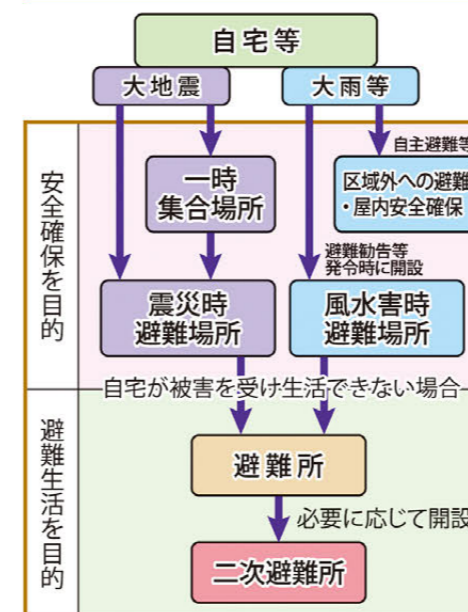 自宅等
大地震
大雨等
安全確保を目的
自主避難等
一時
集合場所
区域外への避難
・屋内安全確保
避難勧告等
発令時に開設
震災時
避難場所
風水害時
避難場所
自宅が被害を受け生活できない場合
避難生活を目的
避難所
必要に応じて開設
二次避難所